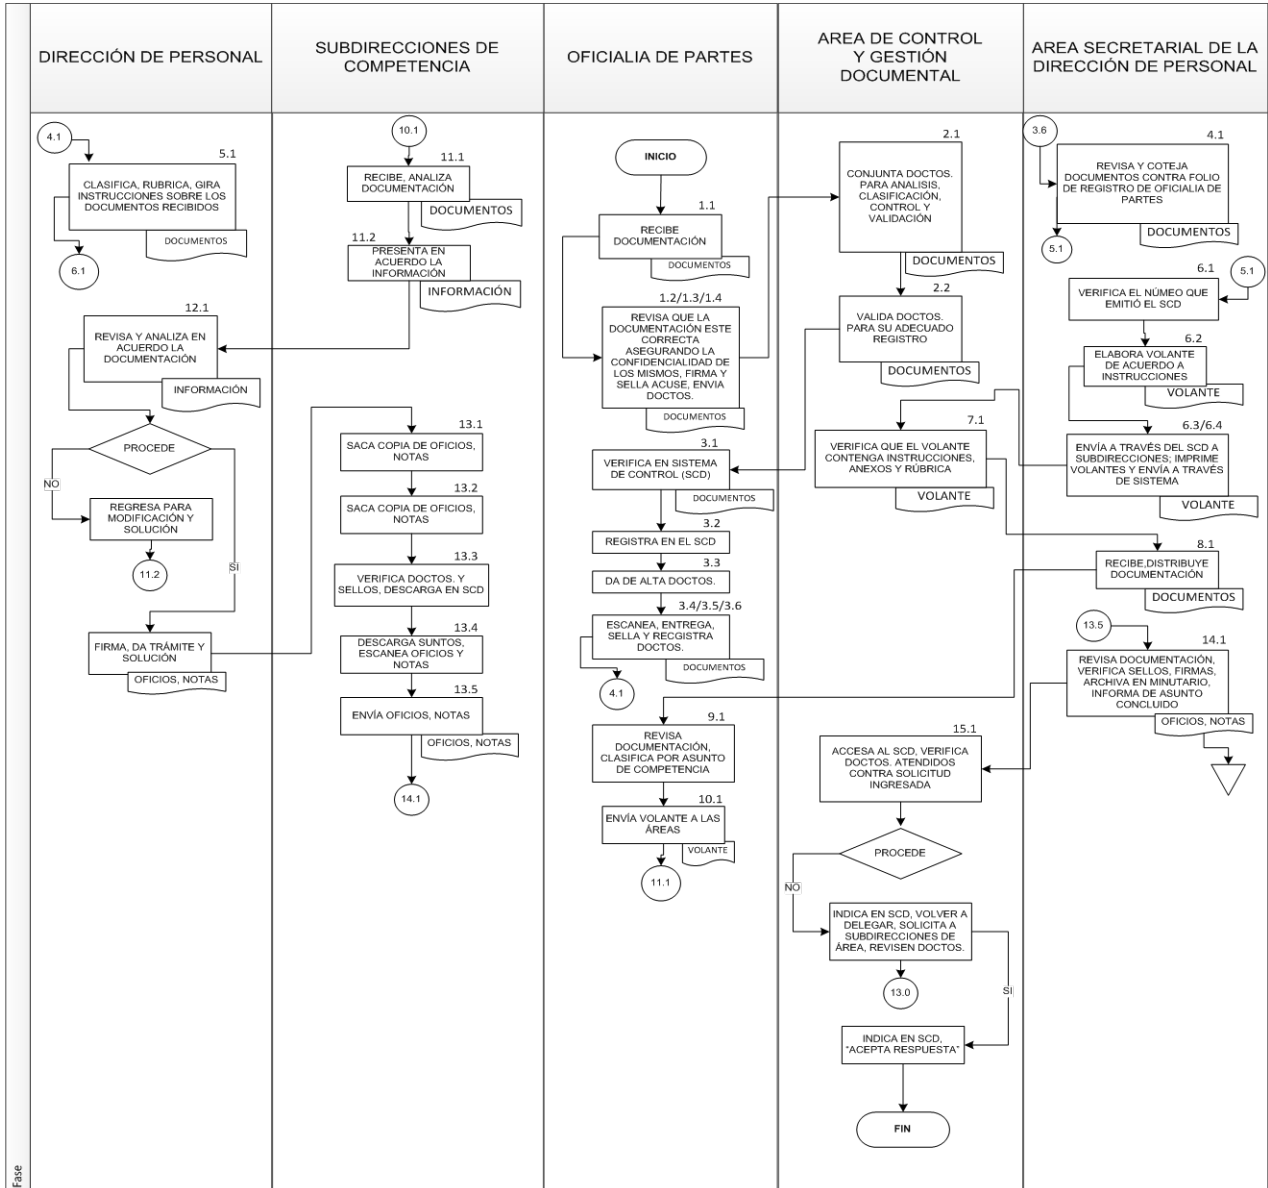 DIRECCIÓN DE PERSONAL
SUBDIRECCIONES DE
COMPETENCIA
OFICIALIA DE PARTES
AREA DE CONTROL
Y GESTIÓN
DOCUMENTAL
AREA SECRETARIAL DE LA
DIRECCIÓN DE PERSONAL
4.1
5.1
CLASIFICA, RUBRICA, GIRA
INSTRUCCIONES SOBRE LOS
DOCUMENTOS RECIBIDOS
DOCUMENTOS
6.1
12.1
REVISA Y ANALIZA EN
ACUERDO LA
DOCUMENTACIÓN
INFORMACIÓN
PROCEDE
NO
REGRESA PARA
MODIFICACIÓN Y
SOLUCIÓN
11.2
SI
FIRMA, DA TRÁMITE Y
SOLUCIÓN
OFICIOS, NOTAS
10.1
11.1
RECIBE, ANALIZA
DOCUMENTACIÓN
DOCUMENTOS
11.2
PRESENTA EN
ACUERDO LA
INFORMACIÓN
INFORMACIÓN
13.1
SACA COPIA DE OFICIOS,
NOTAS
13.2
SACA COPIA DE OFICIOS,
NOTAS
13.3
VERIFICA DOCTOS. Y
SELLOS, DESCARGA EN SCD
13.4
DESCARGA SUNTOS,
ESCANEA OFICIOS Y
NOTAS
13.5
ENVÍA OFICIOS, NOTAS
OFICIOS, NOTAS
14.1
INICIO
1.1
RECIBE
DOCUMENTACIÓN
DOCUMENTOS
1.2/1.3/1.4
REVISA QUE LA
DOCUMENTACIÓN ESTE
CORRECTA
ASEGURANDO LA
CONFIDENCIALIDAD DE
LOS MISMOS, FIRMA Y
SELLA ACUSE, ENVIA
DOCTOS.
DOCUMENTOS
3.1
VERIFICA EN SISTEMA
DE CONTROL (SCD)
DOCUMENTOS
3.2
REGISTRA EN EL SCD
3.3
DA DE ALTA DOCTOS.
3.4/3.5/3.6
ESCANEA, ENTREGA,
SELLA Y RECGISTRA
DOCTOS.
DOCUMENTOS
4.1
9.1
REVISA
DOCUMENTACIÓN,
CLASIFICA POR ASUNTO
DE COMPETENCIA
10.1
ENVÍA VOLANTE A LAS
ÁREAS
VOLANTE
11.1
2.1
CONJUNTA DOCTOS.
PARA ANALISIS,
CLASIFICACIÓN,
CONTROL Y
VALIDACIÓN
DOCUMENTOS
2.2
VALIDA DOCTOS.
PARA SU ADECUADO
REGISTRO
DOCUMENTOS
7.1
VERIFICA QUE EL VOLANTE
CONTENGA INSTRUCCIONES,
ANEXOS Y RÚBRICA
VOLANTE
15.1
ACCESA AL SCD, VERIFICA
DOCTOS. ATENDIDOS
CONTRA SOLICITUD
INGRESADA
PROCEDE
NO
INDICA EN SCD, VOLVER A
DELEGAR, SOLICITA A
SUBDIRECCIONES DE
ÁREA, REVISEN DOCTOS.
13.0
SI
INDICA EN SCD,
"ACEPTA RESPUESTA"
FIN
3.6
4.1
REVISA Y COTEJA
DOCUMENTOS CONTRA FOLIO
DE REGISTRO DE OFICIALIA DE
PARTES
DOCUMENTOS
5.1
6.1
5.1
VERIFICA EL NÚMEO QUE
EMITIÓ EL SCD
6.2
ELABORA VOLANTE
DE ACUERDO A
INSTRUCCIONES
VOLANTE
6.3/6.4
ENVÍA A TRAVÉS DEL SCD A
SUBDIRECCIONES; IMPRIME
VOLANTES Y ENVÍA A TRAVÉS
DE SISTEMA
VOLANTE
8.1
RECIBE,DISTRIBUYE
DOCUMENTACIÓN
DOCUMENTOS
13.5
14.1
REVISA DOCUMENTACIÓN,
VERIFICA SELLOS, FIRMAS,
ARCHIVA EN MINUTARIO,
INFORMA DE ASUNTO
CONCLUIDO
OFICIOS, NOTAS
Fase